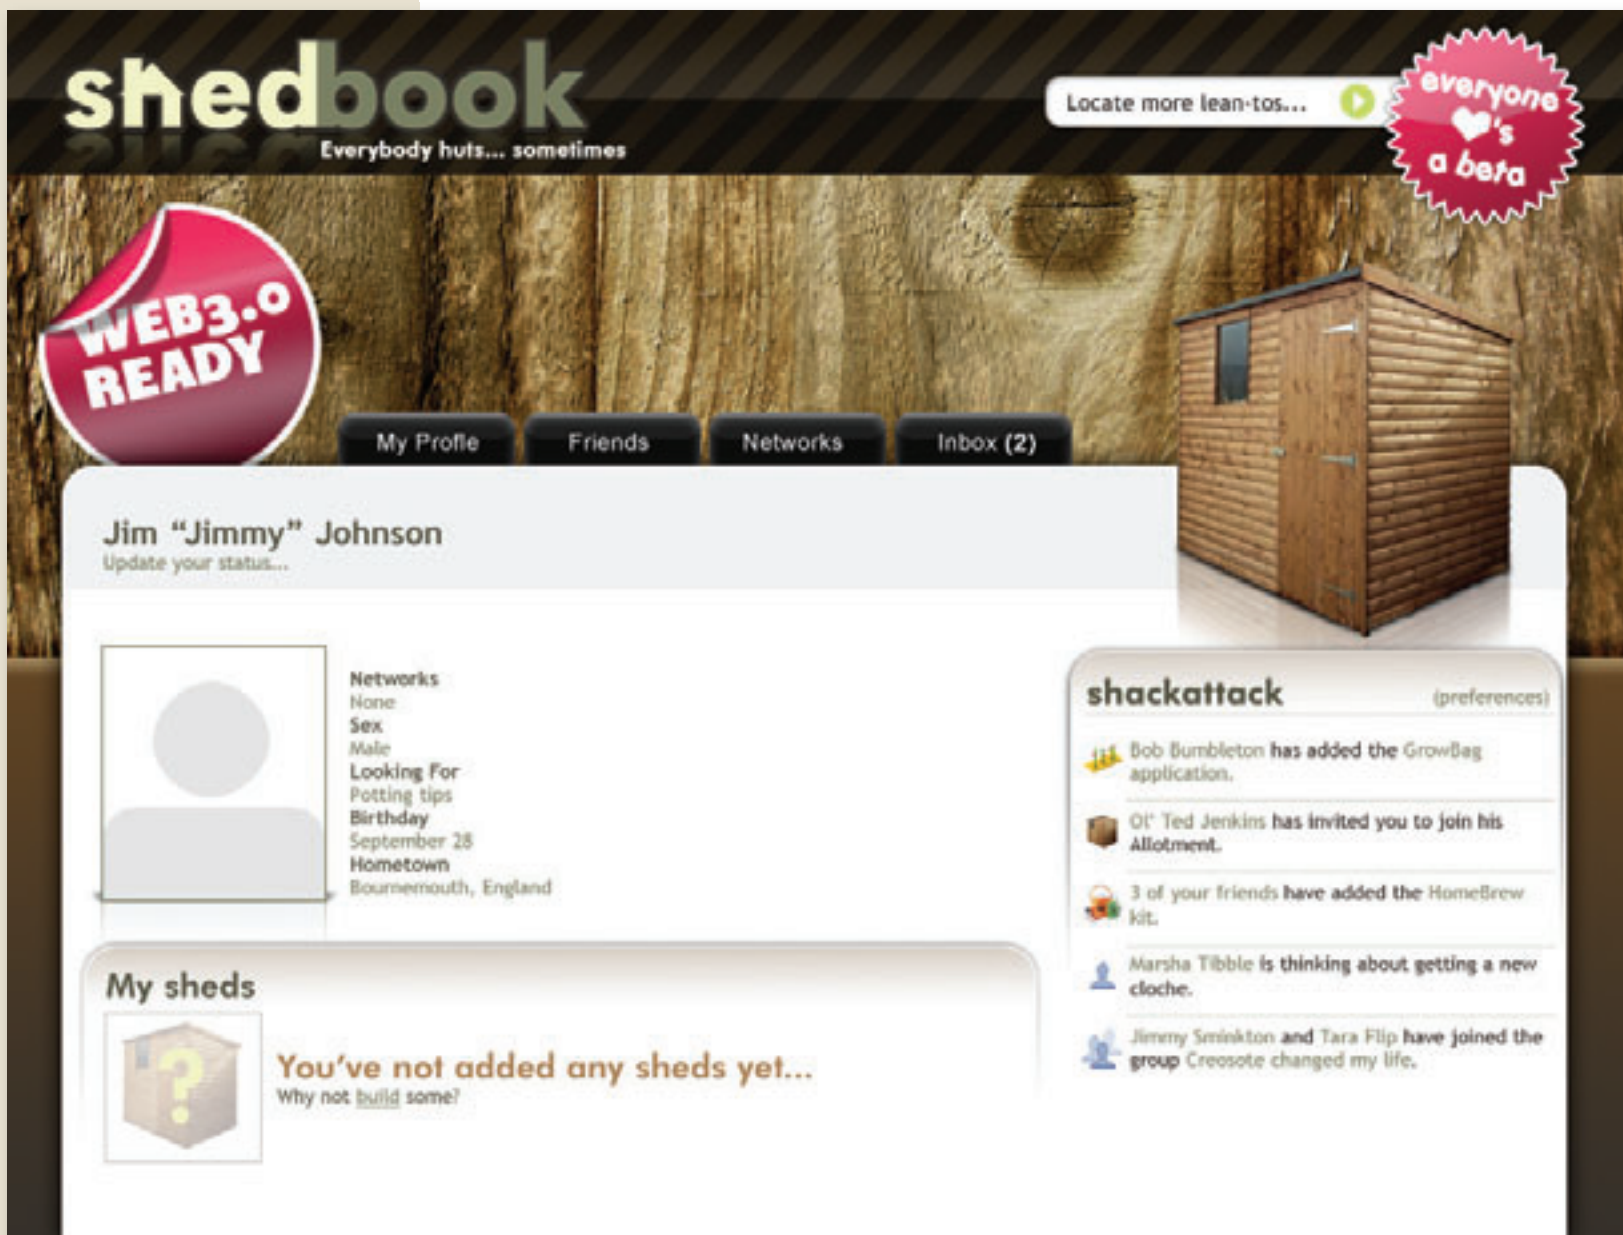 shedbook
Everybody huts... sometimes
Locate more lean-tos...
everyone
❤'s
a beta
WEB3.0
READY
My Profle
Friends
Networks
Inbox (2)
Jim “Jimmy” Johnson
Update your status...
Networks
None
Sex
Male
Looking For
Potting tips
Birthday
September 28
Hometown
Bournemouth, England
shackattack
(preferences)
Bob Bumbleton has added the GrowBag
application.
Ol' Ted Jenkins has invited you to join his
Allotment.
3 of your friends have added the HomeBrew
kit.
Marsha Tibble is thinking about getting a new
cloche.
Jimmy Sminkton and Tara Flip have joined the
group Creosote changed my life.
My sheds
?
You've not added any sheds yet...
Why not build some?